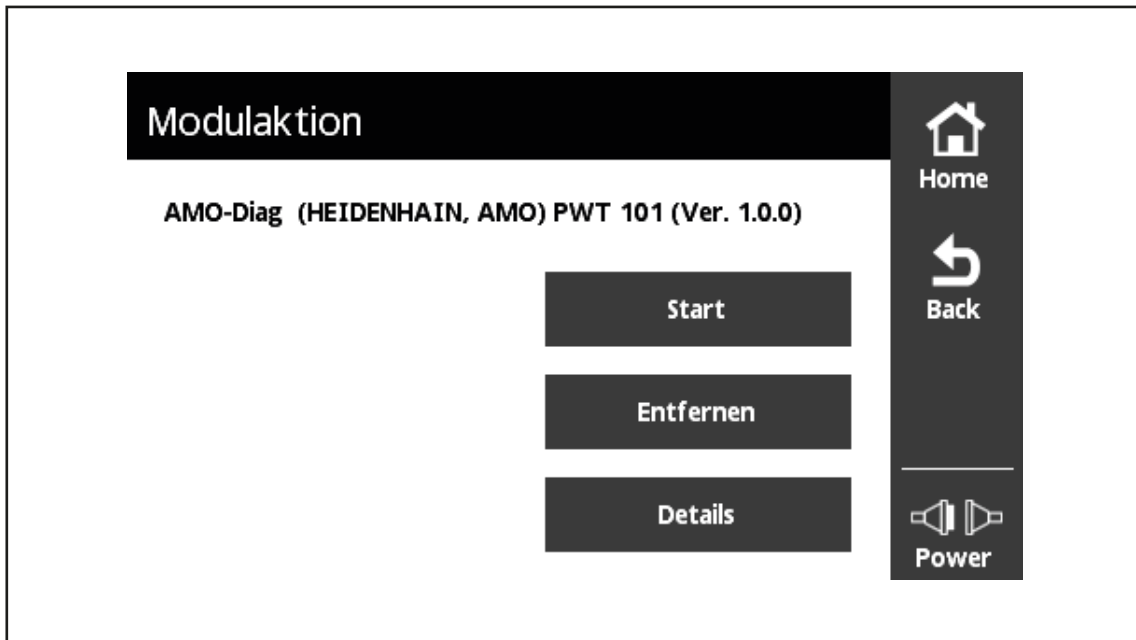 Modulaktion
AMO-Diag (HEIDENHAIN, AMO) PWT 101 (Ver. 1.0.0)
Start
Entfernen
Details
Home
Back
Power